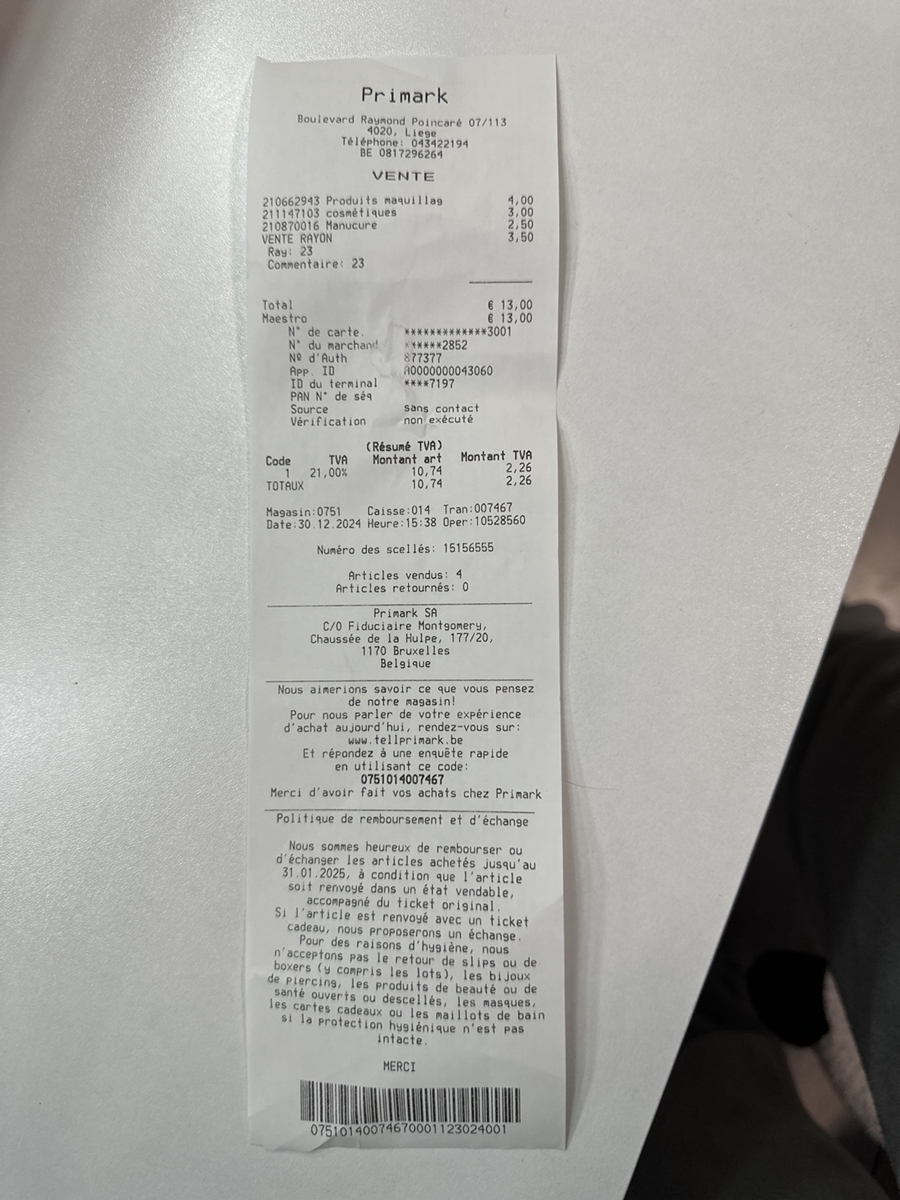 Primark
Boulevard Raymond Poincaré 07/113
4020, Liege
Téléphone: 043422194
BE 0817296264
VENTE
210662943 Produits maquillag 4,00
211147103 cosmétiques 3,00
210870016 Manucure 2,50
VENTE RAYON 3,50
Ray: 23
Commentaire: 23
Total € 13,00
Maestro € 13,00
N° de carte. *************3001
N° du marchand ******2852
Nº d'Auth 877377
App. ID A0000000043060
ID du terminal ****7197
PAN N° de séq
Source sans contact
Vérification non exécuté
(Résumé TVA)
Code TVA Montant art Montant TVA
1 21,00% 10,74 2,26
TOTAUX 10,74 2,26
Magasin:0751 Caisse:014 Tran:007467
Date:30.12.2024 Heure:15:38 Oper:10528560
Numéro des scellés: 15156555
Articles vendus: 4
Articles retournés: 0
Primark SA
C/O Fiduciaire Montgomery,
Chaussée de la Hulpe, 177/20,
1170 Bruxelles
Belgique
Nous aimerions savoir ce que vous pensez
de notre magasin!
Pour nous parler de votre expérience
d'achat aujourd'hui, rendez-vous sur:
www.tellprimark.be
Et répondez à une enquête rapide
en utilisant ce code:
0751014007467
Merci d'avoir fait vos achats chez Primark
Politique de remboursement et d'échange
Nous sommes heureux de rembourser ou
d'échanger les articles achetés jusqu'au
31.01.2025, à condition que l'article
soit renvoyé dans un état vendable,
accompagné du ticket original.
Si l'article est renvoyé avec un ticket
cadeau, nous proposerons un échange.
Pour des raisons d'hygiène, nous
n'acceptons pas le retour de slips ou de
boxers (y compris les lots), les bijoux
de piercing, les produits de beauté ou de
santé ouverts ou descellés, les masques,
les cartes cadeaux ou les maillots de bain
si la protection hygiénique n'est pas
intacte.
MERCI
07510140074670001123024001